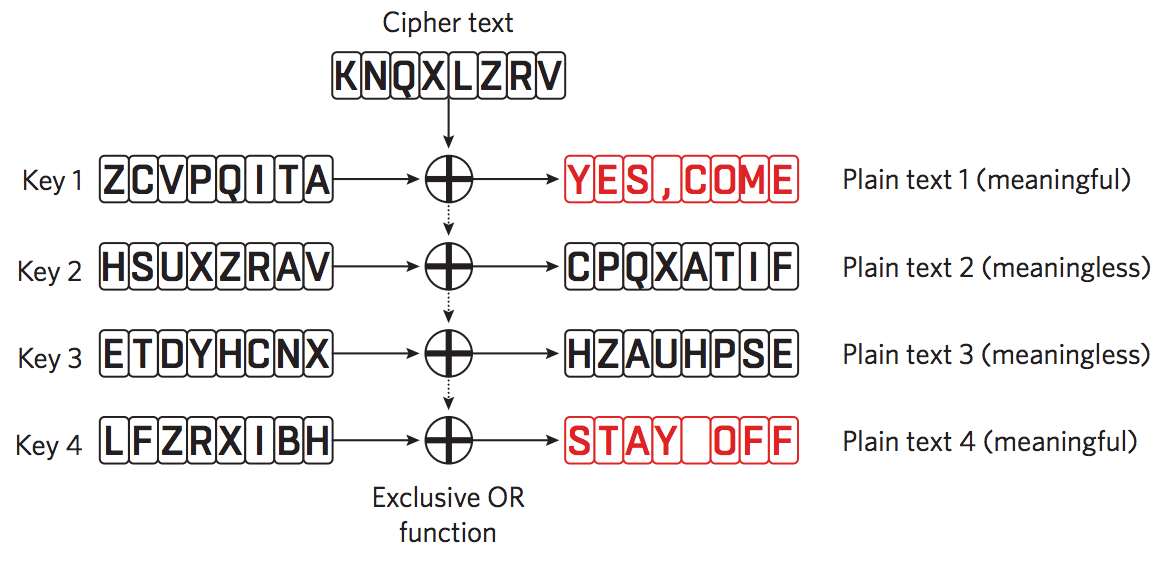 Cipher text
KNQXLZRV
Key 1 ZCVPQITA YES,COME Plain text 1 (meaningful)
Key 2 HSUXZRAV CPQXATIF Plain text 2 (meaningless)
Key 3 ETDYHCNX HZAUHPSE Plain text 3 (meaningless)
Key 4 LFZRXIBH STAY OFF Plain text 4 (meaningful)
Exclusive OR
function